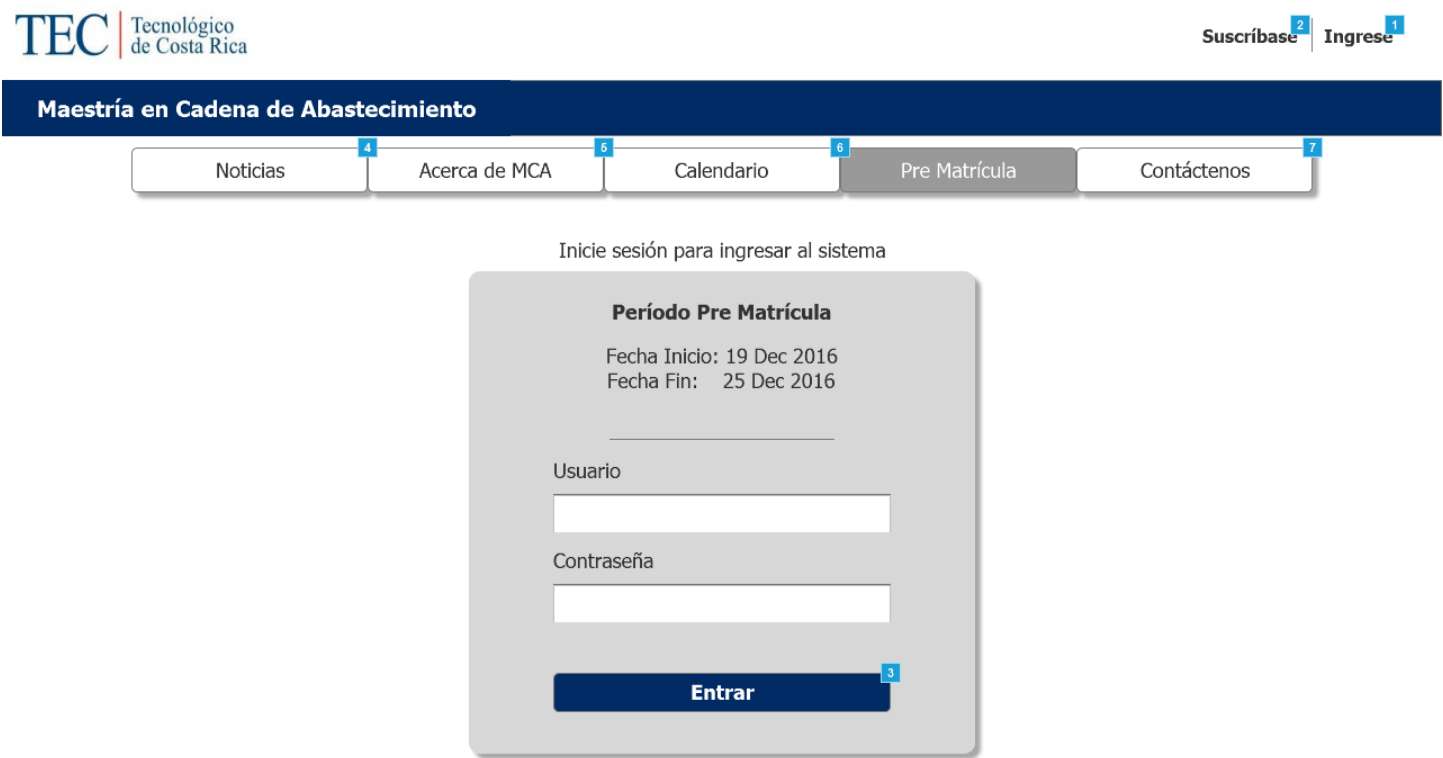 TEC Tecnológico
de Costa Rica
Suscríbase 2 Ingrese 1
Maestría en Cadena de Abastecimiento
Noticias 4 Acerca de MCA 5 Calendario 6 Pre Matrícula Contáctenos 7
Inicie sesión para ingresar al sistema
Período Pre Matrícula
Fecha Inicio: 19 Dec 2016
Fecha Fin: 25 Dec 2016
Usuario
Contraseña
Entrar 3